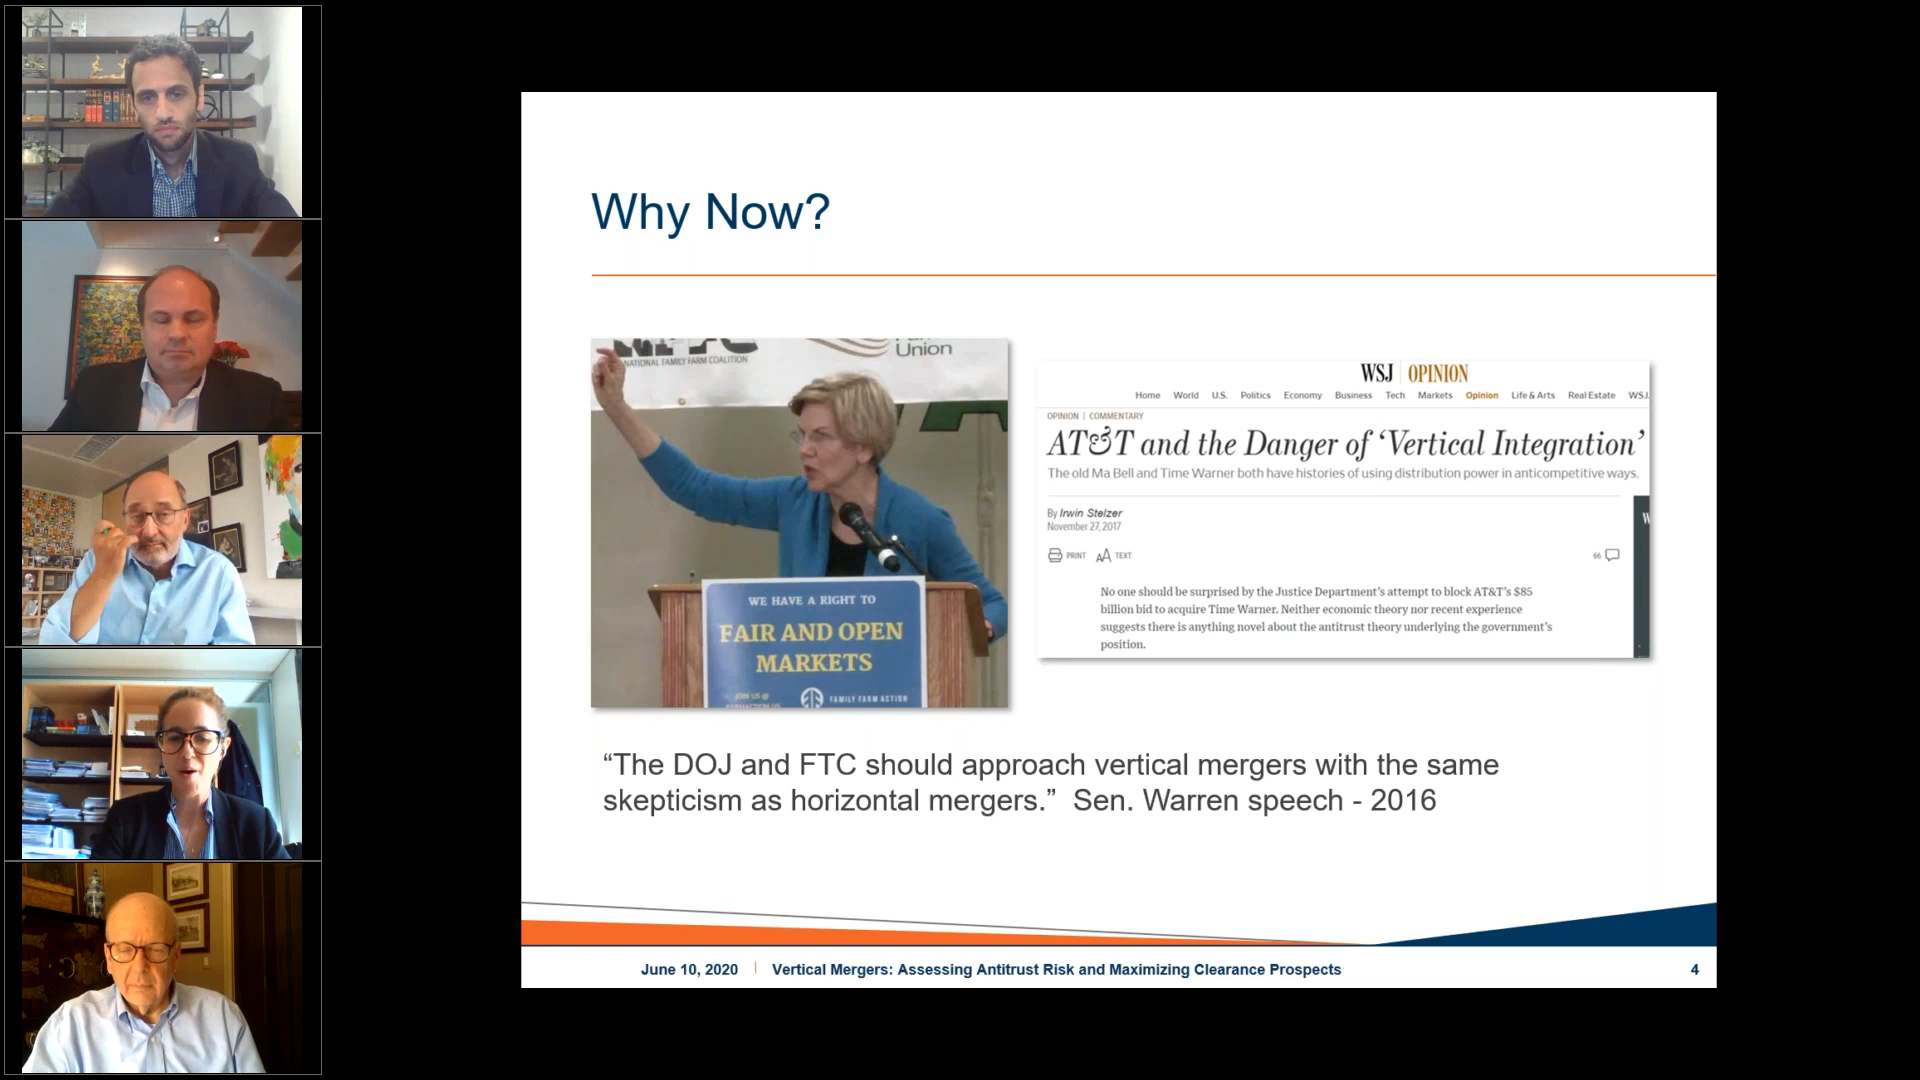 Why Now?
NATIONAL FAMILY FARM COALITION
Union
WE HAVE A RIGHT TO
FAIR AND OPEN
MARKETS
JOIN US @
FAMILY FARM ACTION
WSJ OPINION
Home World U.S. Politics Economy Business Tech Markets Opinion Life & Arts Real Estate WSJ.
OPINION | COMMENTARY
AT&T and the Danger of ‘Vertical Integration’
The old Ma Bell and Time Warner both have histories of using distribution power in anticompetitive ways.
By Irwin Stelzer
November 27, 2017
PRINT AA TEXT
66
No one should be surprised by the Justice Department’s attempt to block AT&T’s $85
billion bid to acquire Time Warner. Neither economic theory nor recent experience
suggests there is anything novel about the antitrust theory underlying the government’s
position.
“The DOJ and FTC should approach vertical mergers with the same
skepticism as horizontal mergers.” Sen. Warren speech - 2016
June 10, 2020 | Vertical Mergers: Assessing Antitrust Risk and Maximizing Clearance Prospects
4